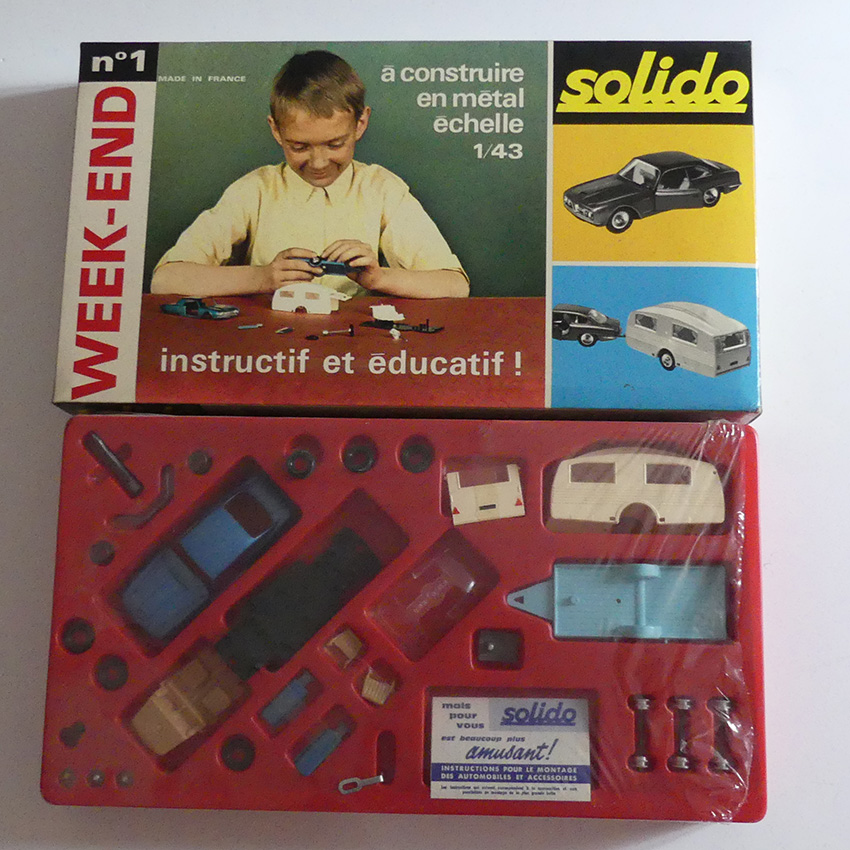 nº1
MADE IN FRANCE
WEEK-END
à construire
en métal
échelle
1/43
solido
instructif et éducatif !
mais
pour
vous
solido
est beaucoup plus
amusant!
INSTRUCTIONS POUR LE MONTAGE
DES AUTOMOBILES ET ACCESSOIRES